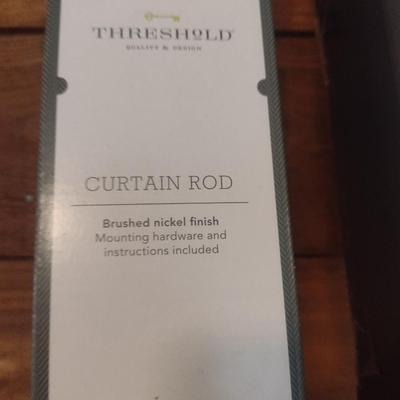 THRESHOLD
QUALITY & DESIGN
CURTAIN ROD
Brushed nickel finish
Mounting hardware and
instructions included